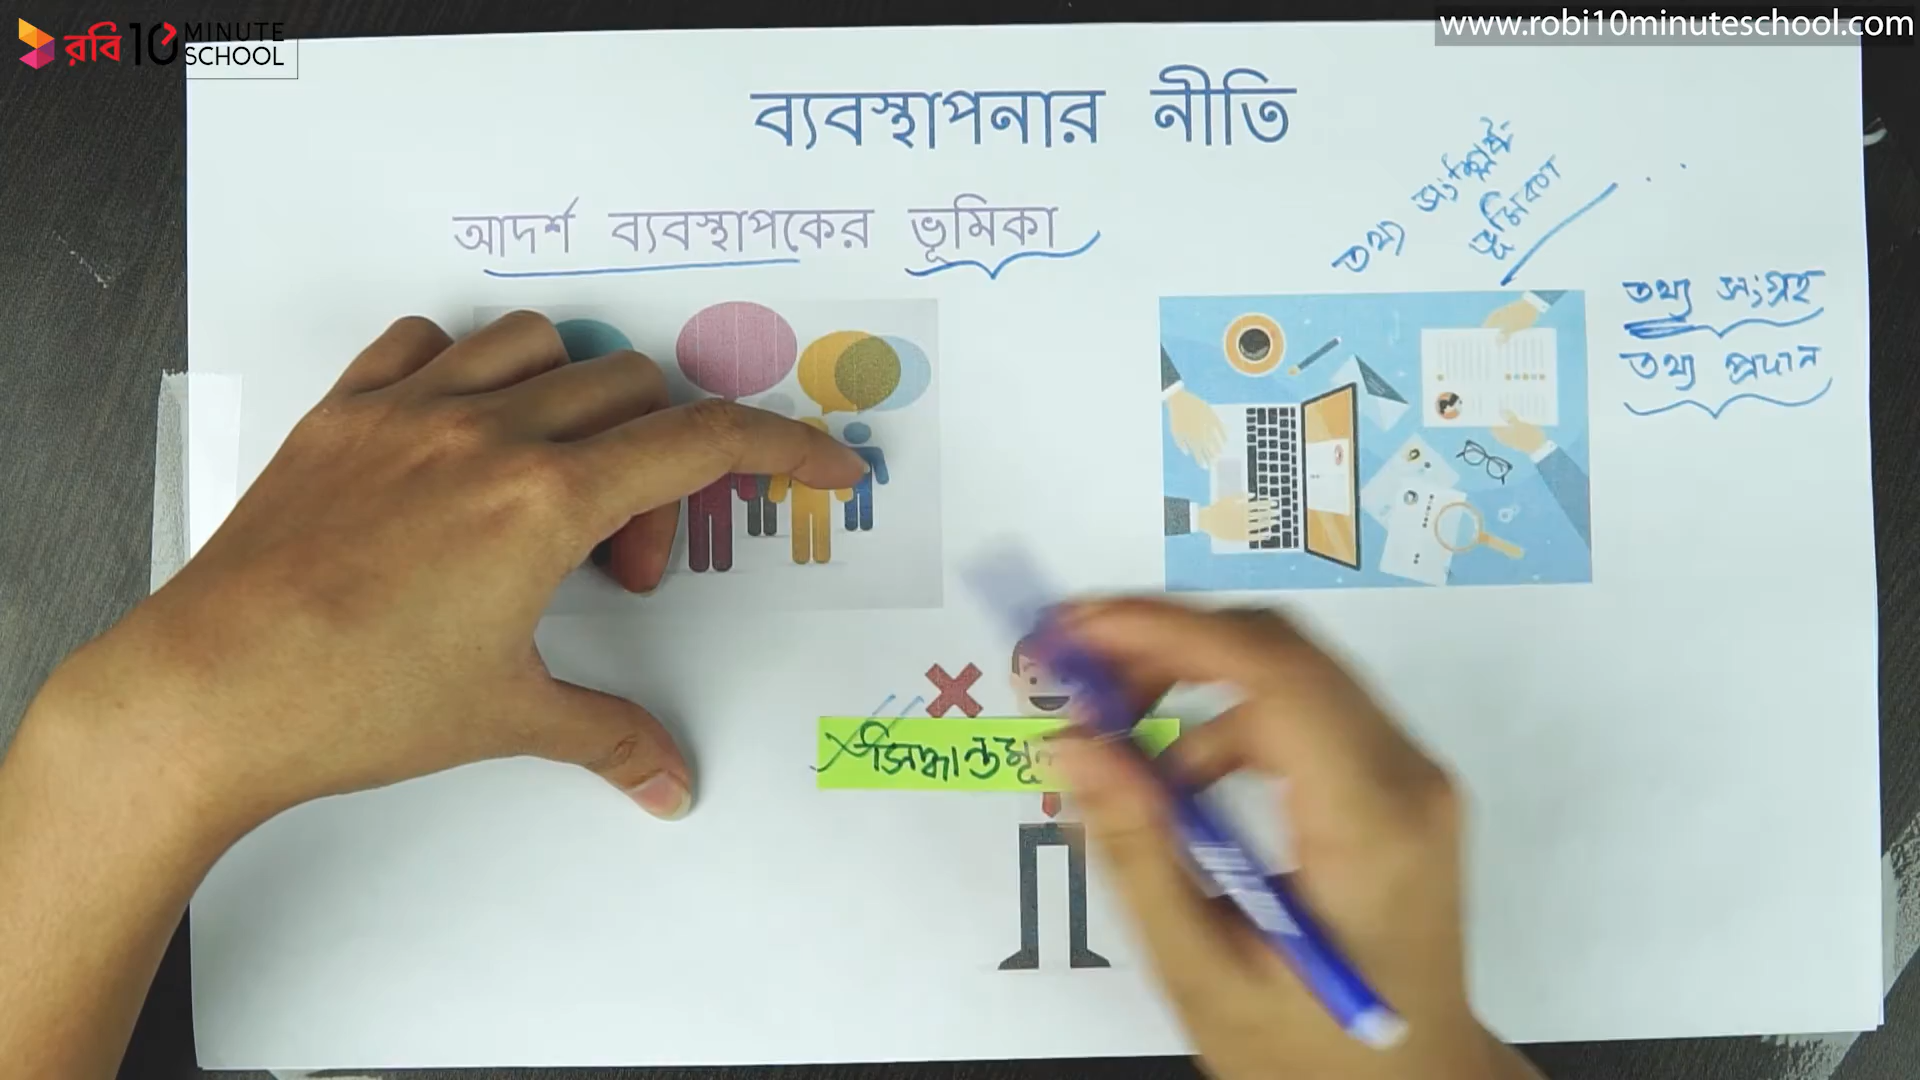 রবি 10 MINUTE SCHOOL
www.robi10minuteschool.com
ব্যবস্থাপনার নীতি
আদর্শ ব্যবস্থাপকের ভূমিকা
তথ্য
ভূমিকা
তথ্য সংগ্রহ
তথ্য প্রদান